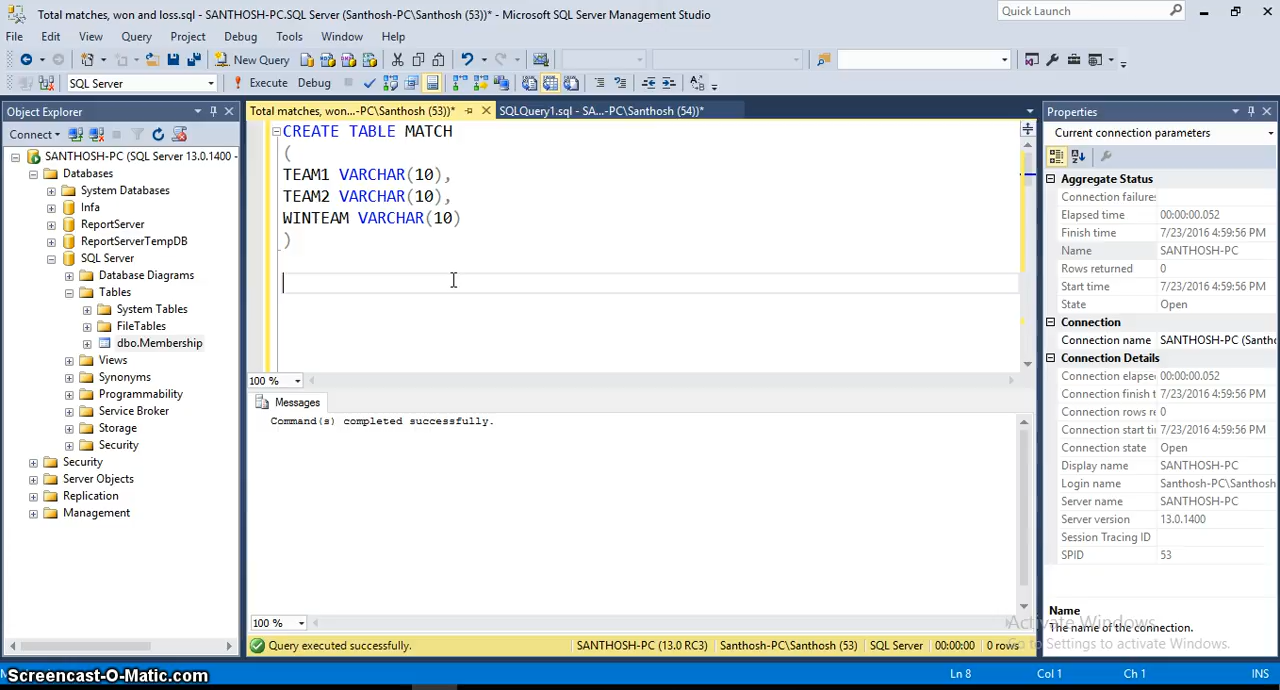 Total matches, won and loss.sql - SANTHOSH-PC.SQL Server (Santhosh-PC\Santhosh (53))* - Microsoft SQL Server Management Studio
Quick Launch
File Edit View Query Project Debug Tools Window Help
New Query
SQL Server
Execute Debug
Object Explorer
Connect
SANTHOSH-PC (SQL Server 13.0.1400 -
Databases
System Databases
Infa
ReportServer
ReportServerTempDB
SQL Server
Database Diagrams
Tables
System Tables
FileTables
dbo.Membership
Views
Synonyms
Programmability
Service Broker
Storage
Security
Security
Server Objects
Replication
Management
Total matches, won...-PC\Santhosh (53))* SQLQuery1.sql - SA...-PC\Santhosh (54))*
CREATE TABLE MATCH
(
TEAM1 VARCHAR(10),
TEAM2 VARCHAR(10),
WINTEAM VARCHAR(10)
)
100 %
Messages
Command(s) completed successfully.
100 %
Query executed successfully. SANTHOSH-PC (13.0 RC3) Santhosh-PC\Santhosh (53) SQL Server 00:00:00 0 rows
Properties
Current connection parameters
Aggregate Status
Connection failures
Elapsed time 00:00:00.052
Finish time 7/23/2016 4:59:56 PM
Name SANTHOSH-PC
Rows returned 0
Start time 7/23/2016 4:59:56 PM
State Open
Connection
Connection name SANTHOSH-PC (Santh
Connection Details
Connection elapse 00:00:00.052
Connection finish t 7/23/2016 4:59:56 PM
Connection rows re 0
Connection start ti 7/23/2016 4:59:56 PM
Connection state Open
Display name SANTHOSH-PC
Login name Santhosh-PC\Santhosh
Server name SANTHOSH-PC
Server version 13.0.1400
Session Tracing ID
SPID 53
Name
The name of the connection.
Activate Windows
Go to Settings to activate Windows.
Ln 8 Col 1 Ch 1 INS
Screencast-O-Matic.com